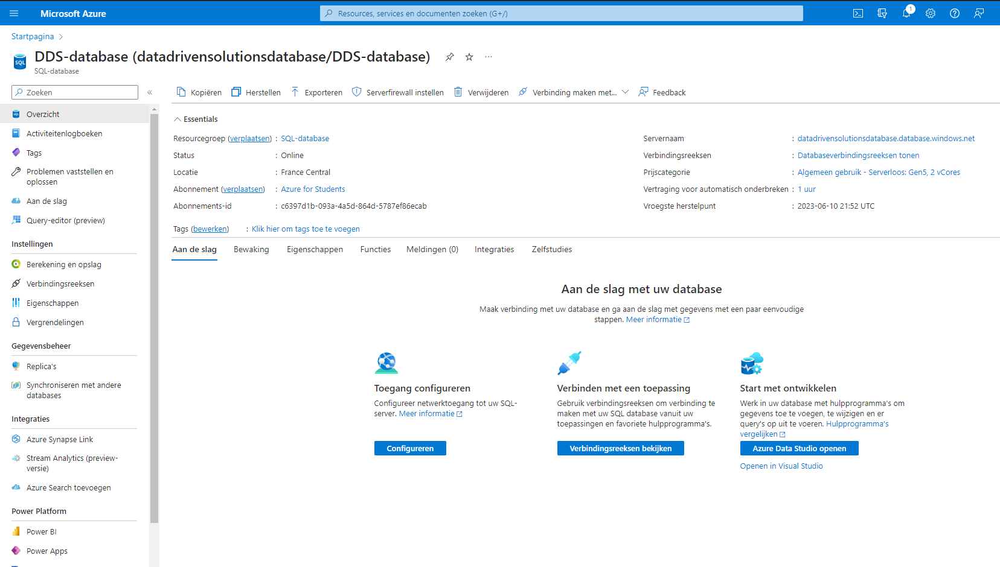 Microsoft Azure
Resources, services en documenten zoeken (G+/)
1
Startpagina
SQL
DDS-database (datadrivensolutionsdatabase/DDS-database)
SQL-database
Zoeken
Kopiëren
Herstellen
Exporteren
Serverfirewall instellen
Verwijderen
Verbinding maken met...
Feedback
Overzicht
Activiteitenlogboeken
Tags
Problemen vaststellen en
oplossen
Aan de slag
Query-editor (preview)
Instellingen
Berekening en opslag
Verbindingsreeksen
Eigenschappen
Vergrendelingen
Gegevensbeheer
Replica's
Synchroniseren met andere
databases
Integraties
Azure Synapse Link
Stream Analytics (preview-
versie)
Azure Search toevoegen
Power Platform
Power BI
Power Apps
Essentials
Resourcegroep (verplaatsen) : SQL-database
Status : Online
Locatie : France Central
Abonnement (verplaatsen) : Azure for Students
Abonnements-id : c6397d1b-093a-4a5d-864d-5787ef86ecab
Servernaam : datadrivensolutionsdatabase.database.windows.net
Verbindingsreeksen : Databaseverbindingsreeksen tonen
Prijscategorie : Algemeen gebruik - Serverloos: Gen5, 2 vCores
Vertraging voor automatisch onderbreken : 1 uur
Vroegste herstelpunt : 2023-06-10 21:52 UTC
Tags (bewerken) : Klik hier om tags toe te voegen
Aan de slag
Bewaking
Eigenschappen
Functies
Meldingen (0)
Integraties
Zelfstudies
Aan de slag met uw database
Maak verbinding met uw database en ga aan de slag met gegevens met een paar eenvoudige
stappen. Meer informatie
Toegang configureren
Configureer netwerktoegang tot uw SQL-
server. Meer informatie
Configureren
Verbinden met een toepassing
Gebruik verbindingsreeksen om verbinding te
maken met uw SQL database vanuit uw
toepassingen en favoriete hulpprogramma's.
Verbindingsreeksen bekijken
Start met ontwikkelen
Werk in uw database met hulpprogramma's om
gegevens toe te voegen, te wijzigen en er
query's op uit te voeren. Hulpprogramma's
vergelijken
Azure Data Studio openen
Openen in Visual Studio